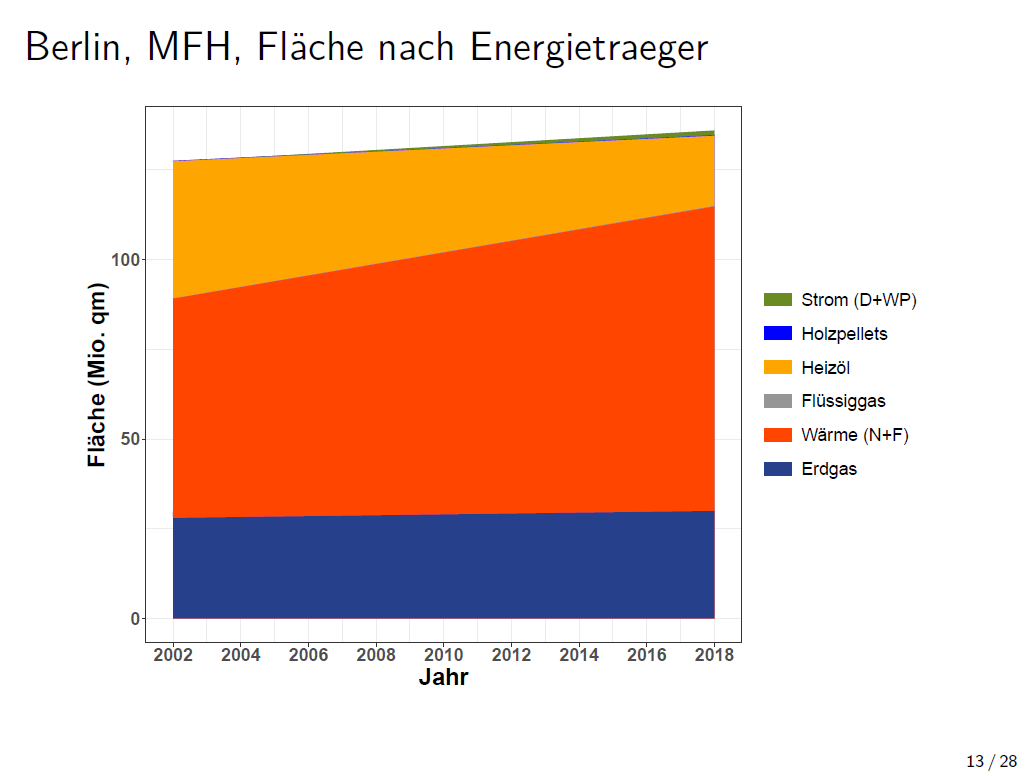 Berlin, MFH, Fläche nach Energietraeger
Fläche (Mio. qm)
100
50
0
2002 2004 2006 2008 2010 2012 2014 2016 2018
Jahr
Strom (D+WP)
Holzpellets
Heizöl
Flüssiggas
Wärme (N+F)
Erdgas
13 / 28